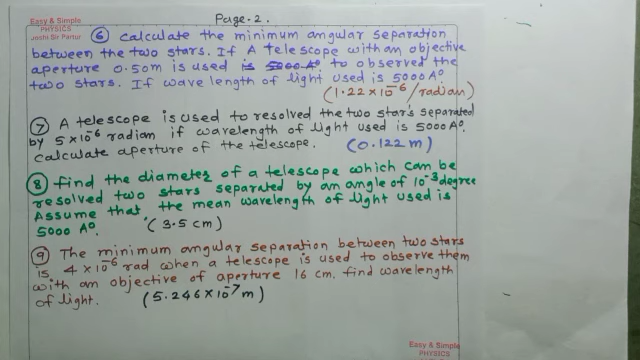 Page-2.
Easy & Simple
PHYSICS
Joshi Sir Partur
⑥ Calculate the minimum angular separation
between the two stars. If A telescope with an objective
aperture 0.50m is used is 5000 A° to observed the
two stars. If wave length of light used is 5000A°
(1.22×10⁻⁶/radian)
⑦ A telescope is used to resolved the two star's separated
by 5×10⁻⁶ radian if wavelength of light used is 5000A°.
calculate aperture of the telescope. (0.122m)
⑧ find the diameter of a telescope which can be
resolved two stars separated by an angle of 10⁻³ degree
Assume that the mean wavelength of light used is
5000 A°. (3.5 cm)
⑨ The minimum angular separation between two stars
is 4×10⁻⁶ rad when a telescope is used to observe them
with an objective of aperture 16 cm. find wavelength
of light. (5.246×10⁻⁷m)
Easy & Simple
PHYSICS